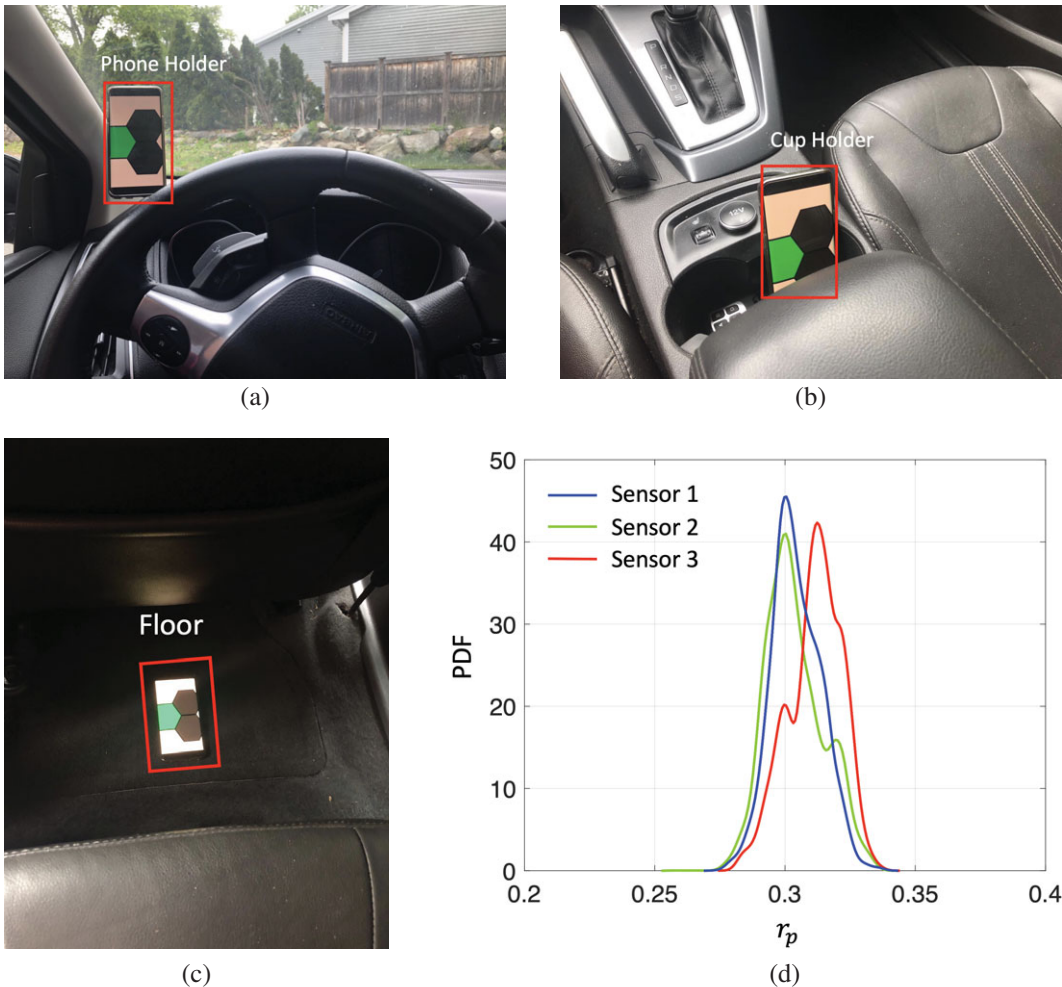 Phone Holder
(a)
Cup Holder
12V
(b)
Floor
(c)
50
40
30
20
10
0
PDF
Sensor 1
Sensor 2
Sensor 3
0.2
0.25
0.3
0.35
0.4
r_p
(d)